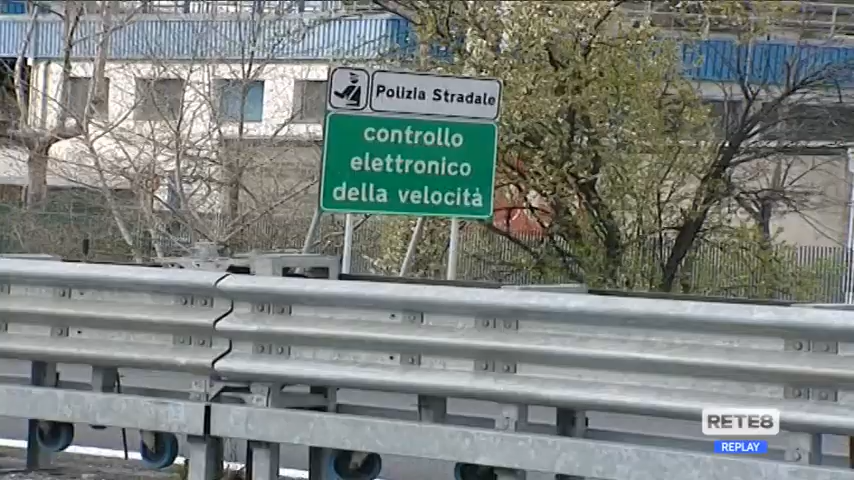 Polizia Stradale
controllo
elettronico
della velocità
RETE8
REPLAY